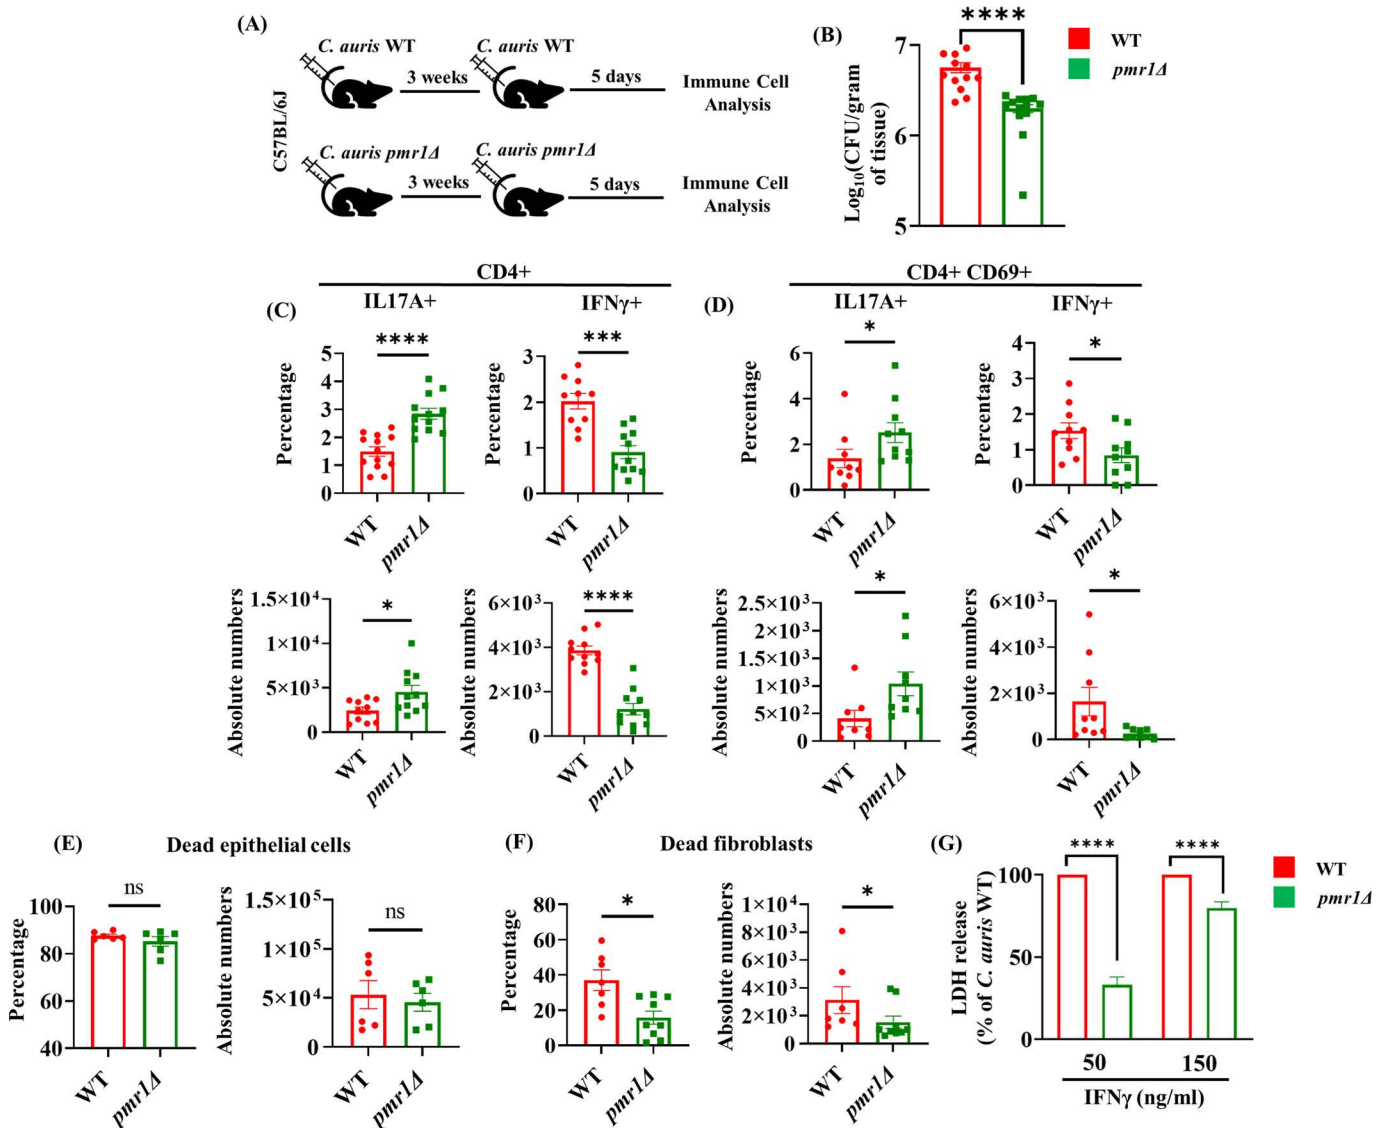 (A)
C. auris WT
C. auris WT
3 weeks
5 days
Immune Cell
Analysis
C57BL/6J
C. auris pmr1Δ
C. auris pmr1Δ
3 weeks
5 days
Immune Cell
Analysis
(B)
****
WT
pmr1Δ
Log10(CFU/gram
of tissue)
7
6
5
CD4+
CD4+ CD69+
(C)
IL17A+
IFNγ+
(D)
IL17A+
IFNγ+
****
Percentage
5
4
3
2
1
0
WT
pmr1Δ
***
Percentage
3
2
1
0
WT
pmr1Δ
*
Percentage
6
4
2
0
WT
pmr1Δ
*
Percentage
4
3
2
1
0
WT
pmr1Δ
*
Absolute numbers
1.5×10⁴
1×10⁴
5×10³
0
WT
pmr1Δ
****
Absolute numbers
6×10³
4×10³
2×10³
0
WT
pmr1Δ
*
Absolute numbers
2.5×10³
2×10³
1.5×10³
1×10³
5×10²
0
WT
pmr1Δ
*
Absolute numbers
6×10³
4×10³
2×10³
0
WT
pmr1Δ
(E)
Dead epithelial cells
ns
Percentage
100
80
60
40
WT
pmr1Δ
ns
Absolute numbers
1.5×10⁵
1×10⁵
5×10⁴
0
WT
pmr1Δ
(F)
Dead fibroblasts
*
Percentage
80
60
40
20
0
WT
pmr1Δ
*
Absolute numbers
1×10⁴
8×10³
6×10³
4×10³
2×10³
0
WT
pmr1Δ
(G)
****
****
WT
pmr1Δ
LDH release
(% of C. auris WT)
100
50
0
50
150
IFNγ (ng/ml)